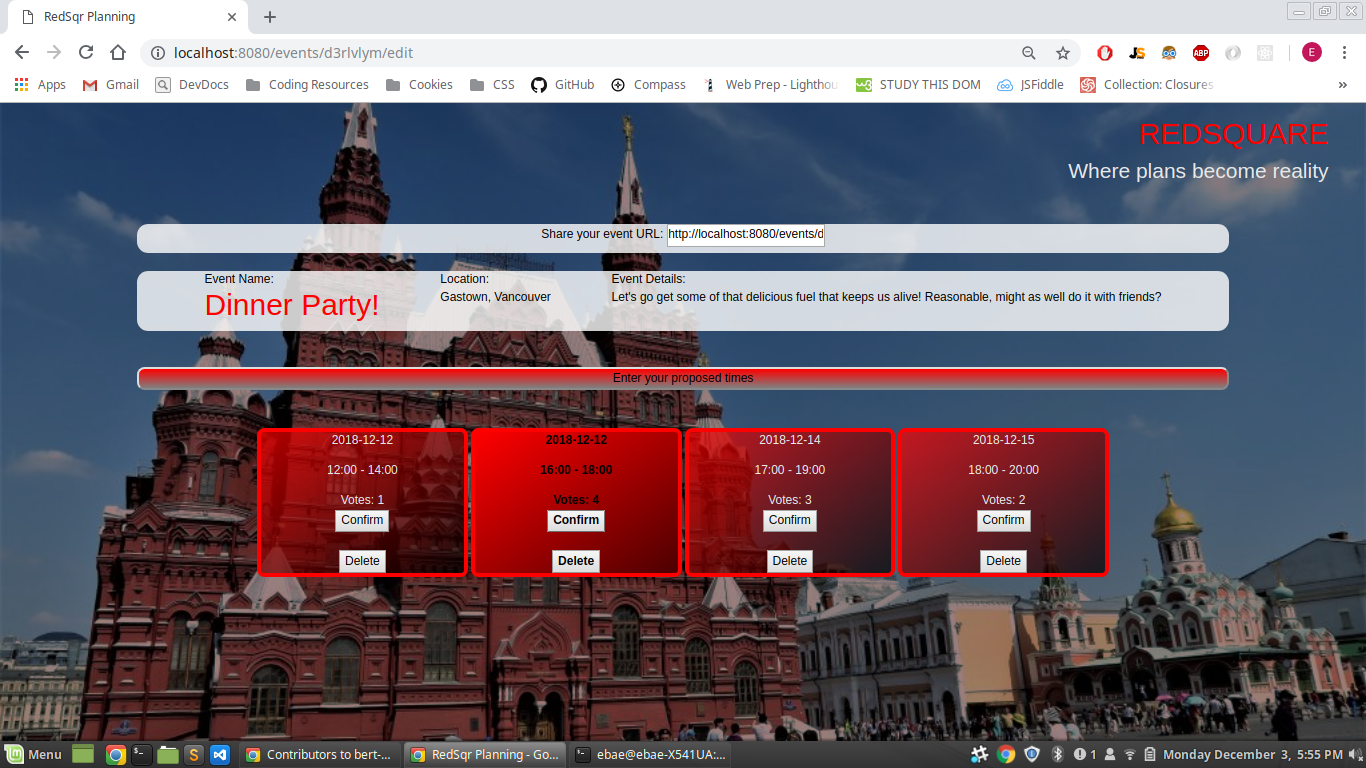 RedSqr Planning
localhost:8080/events/d3rlvlym/edit
ABP
E
Apps
Gmail
DevDocs
Coding Resources
Cookies
CSS
GitHub
Compass
Web Prep - Lighthou
STUDY THIS DOM
JSFiddle
Collection: Closures
»
REDSQUARE
Where plans become reality
Share your event URL: http://localhost:8080/events/d
Event Name:
Dinner Party!
Location:
Gastown, Vancouver
Event Details:
Let's go get some of that delicious fuel that keeps us alive! Reasonable, might as well do it with friends?
Enter your proposed times
2018-12-12
12:00 - 14:00
Votes: 1
Confirm
Delete
2018-12-12
16:00 - 18:00
Votes: 4
Confirm
Delete
2018-12-14
17:00 - 19:00
Votes: 3
Confirm
Delete
2018-12-15
18:00 - 20:00
Votes: 2
Confirm
Delete
Menu
Contributors to bert-...
RedSqr Planning - Go...
ebae@ebae-X541UA:...
1
Monday December 3, 5:55 PM